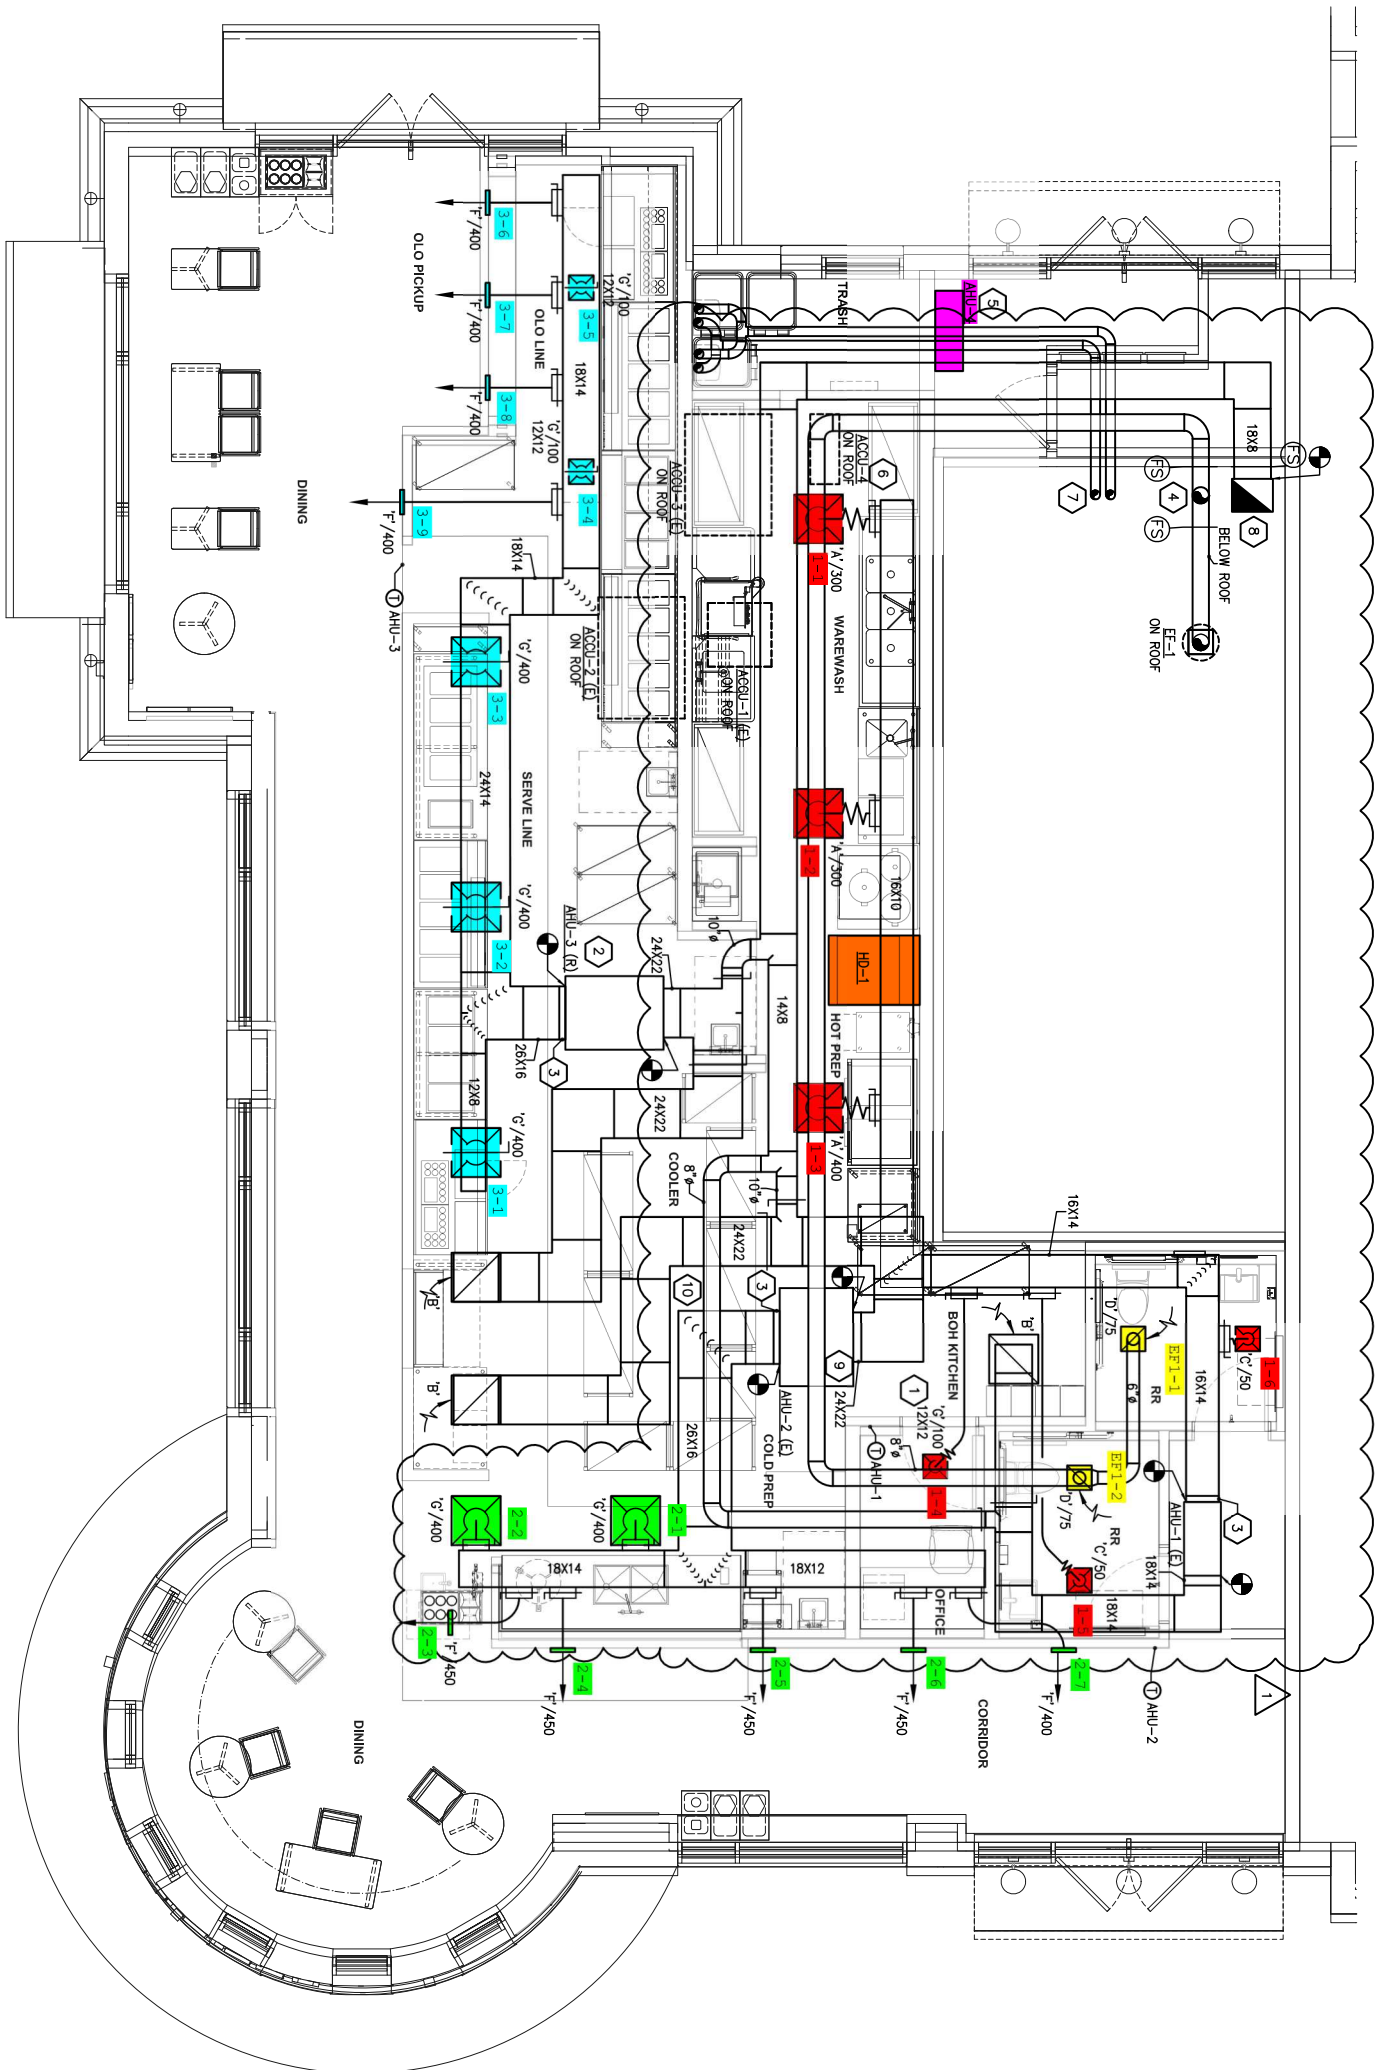 3-6
'F'/400
3-7
'F'/400
3-8
'F'/400
3-9
'F'/400
OLO PICKUP
OLO LINE
'G'/100
12X12
3-5
18X14
'G'/100
12X12
3-4
DINING
TRASH
AHU-4
5
18X8
FS
FS
FS
8
7
4
BELOW ROOF
EF-1
ON ROOF
ACCU-4
ON ROOF
6
1-1
'A'/300
WAREWASH
ACCU-3 (E)
ON ROOF
ACCU-2 (E)
ON ROOF
ACCU-1 (E)
ON ROOF
18X14
T
AHU-3
'G'/400
3-3
24X14
SERVE LINE
'G'/400
3-2
1-2
'A'/300
16X10
HD-1
HOT PREP
10"ø
14X8
AHU-3 (R)
2
24X22
26X16
3
24X22
12X8
'G'/400
3-1
1-3
'A'/400
COOLER
8"ø
10"ø
24X22
3
10
16X14
'B'
'B'
'B'
BOH KITCHEN
9
24X22
AHU-2 (E)
COLD PREP
26X16
1
'G'/100
12X12
8"ø
T
AHU-1
1-4
'D'/75
EF1-1
RR
6"ø
16X14
'C'/50
1-6
EF1-2
'D'/75
RR
'C'/50
1-5
AHU-1 (E)
3
18X14
18X14
'G'/400
2-2
'G'/400
2-1
18X14
18X12
OFFICE
2-3
'F'/450
2-4
'F'/450
2-5
'F'/450
2-6
'F'/450
2-7
'F'/400
T
AHU-2
1
CORRIDOR
DINING